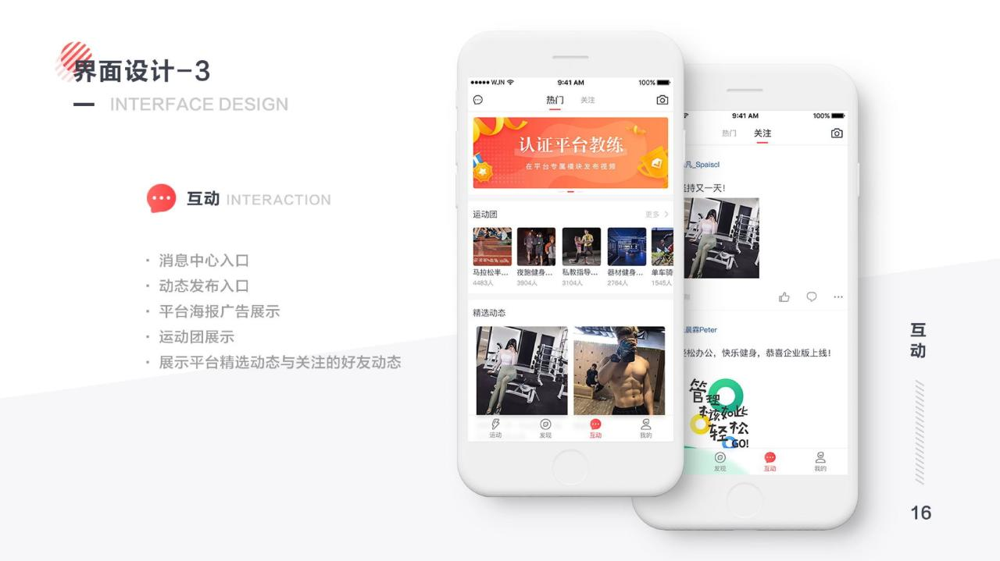 界面设计-3
INTERFACE DESIGN
互动 INTERACTION
· 消息中心入口
· 动态发布入口
· 平台海报广告展示
· 运动团展示
· 展示平台精选动态与关注的好友动态
WJN 9:41 AM 100%
热门 关注
认证平台教练
在平台专属模块发布视频
运动团 更多
马拉松半... 夜跑健身... 私教指导... 器材健身... 单车骑
4483人 3904人 3104人 2764人 1545人
精选动态
运动 发现 互动 我的
9:41 AM 100%
热门 关注
凡_Spaiscl
持又一天!
晨霖Peter
松办公，快乐健身，恭喜企业版上线!
管理
本该如此
轻松
GO!
发现 互动 我的
互动
16